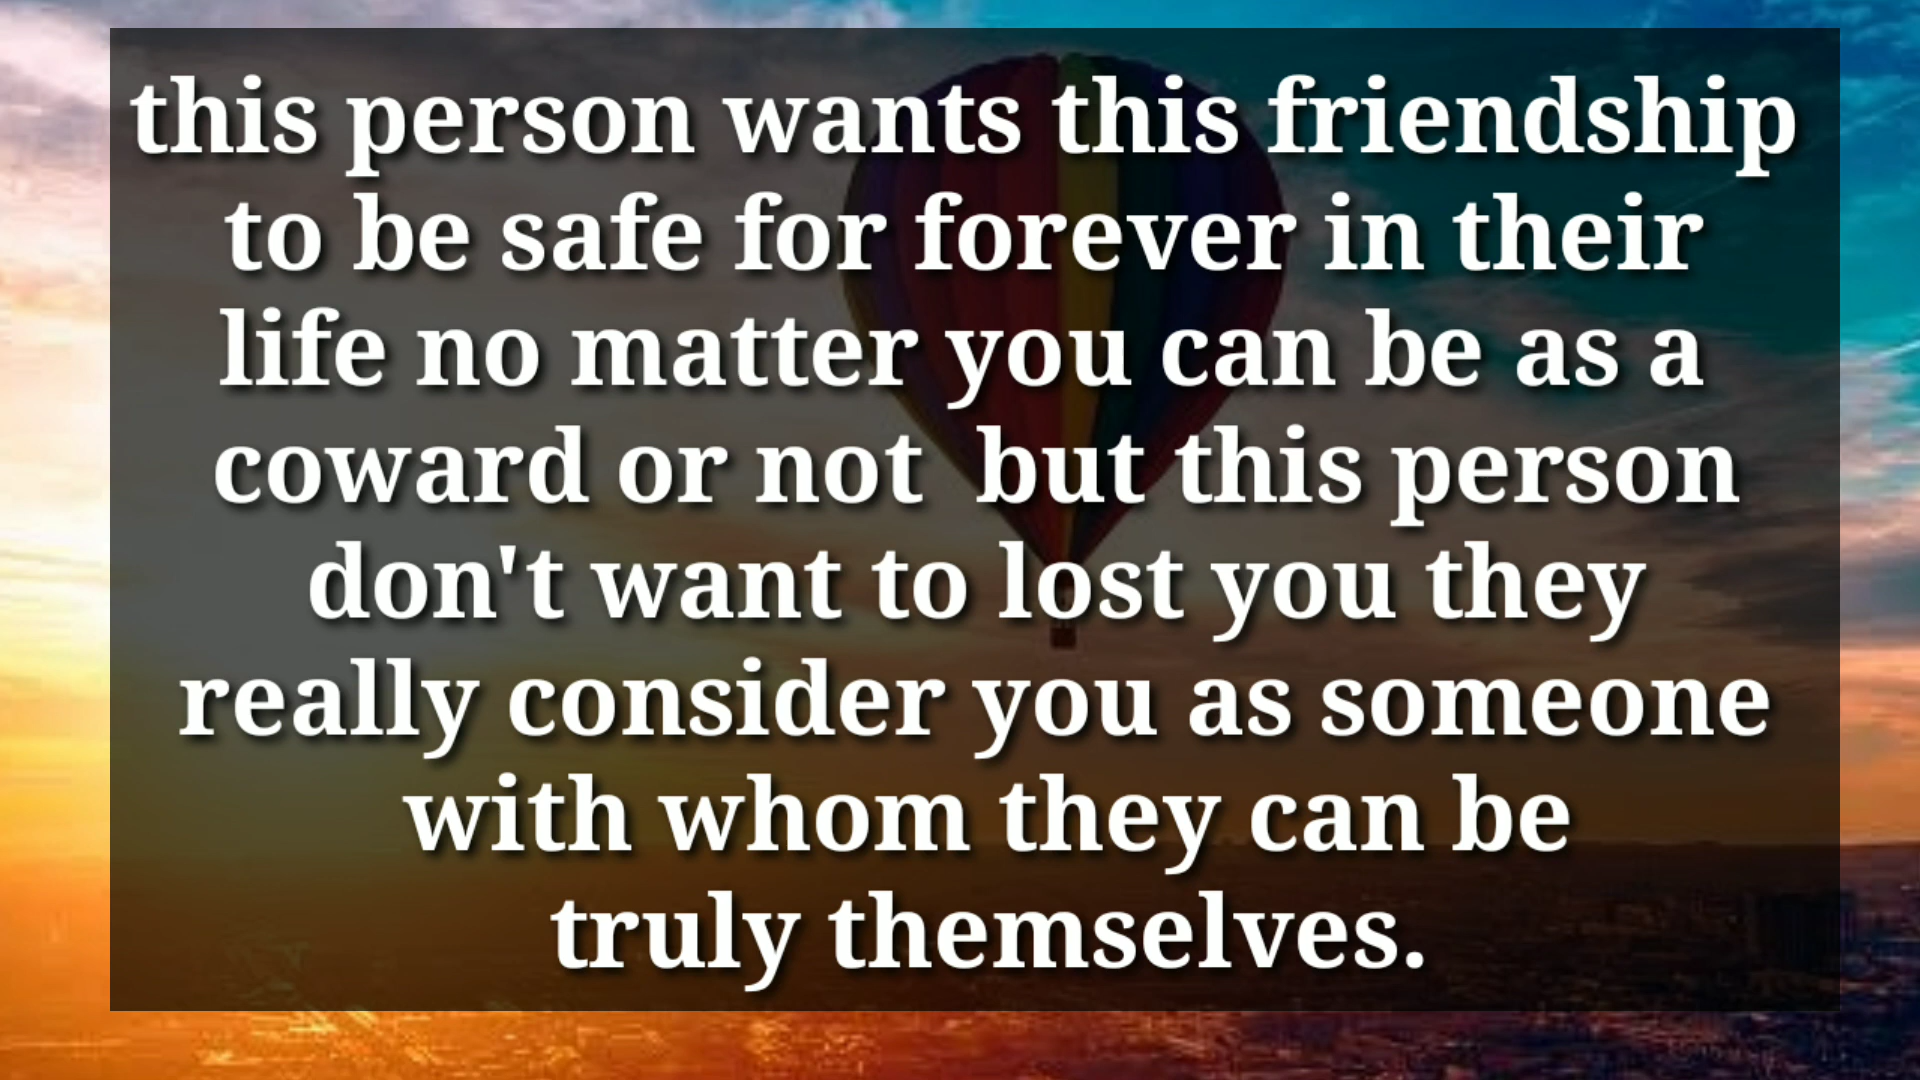 this person wants this friendship
to be safe for forever in their
life no matter you can be as a
coward or not  but this person
don't want to lost you they
really consider you as someone
with whom they can be
truly themselves.